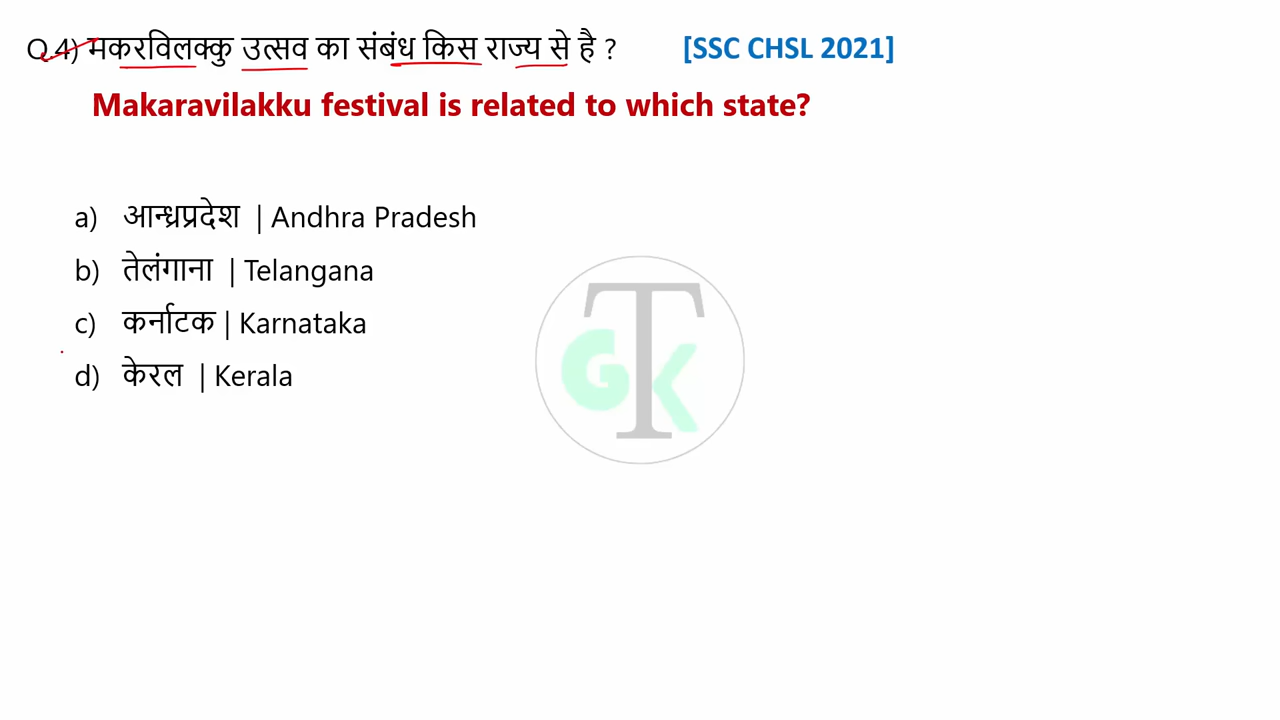 Q.4) मकरविलक्कु उत्सव का संबंध किस राज्य से है ? [SSC CHSL 2021]
Makaravilakku festival is related to which state?
a) आन्ध्रप्रदेश | Andhra Pradesh
b) तेलंगाना | Telangana
c) कर्नाटक | Karnataka
d) केरल | Kerala
T
GK